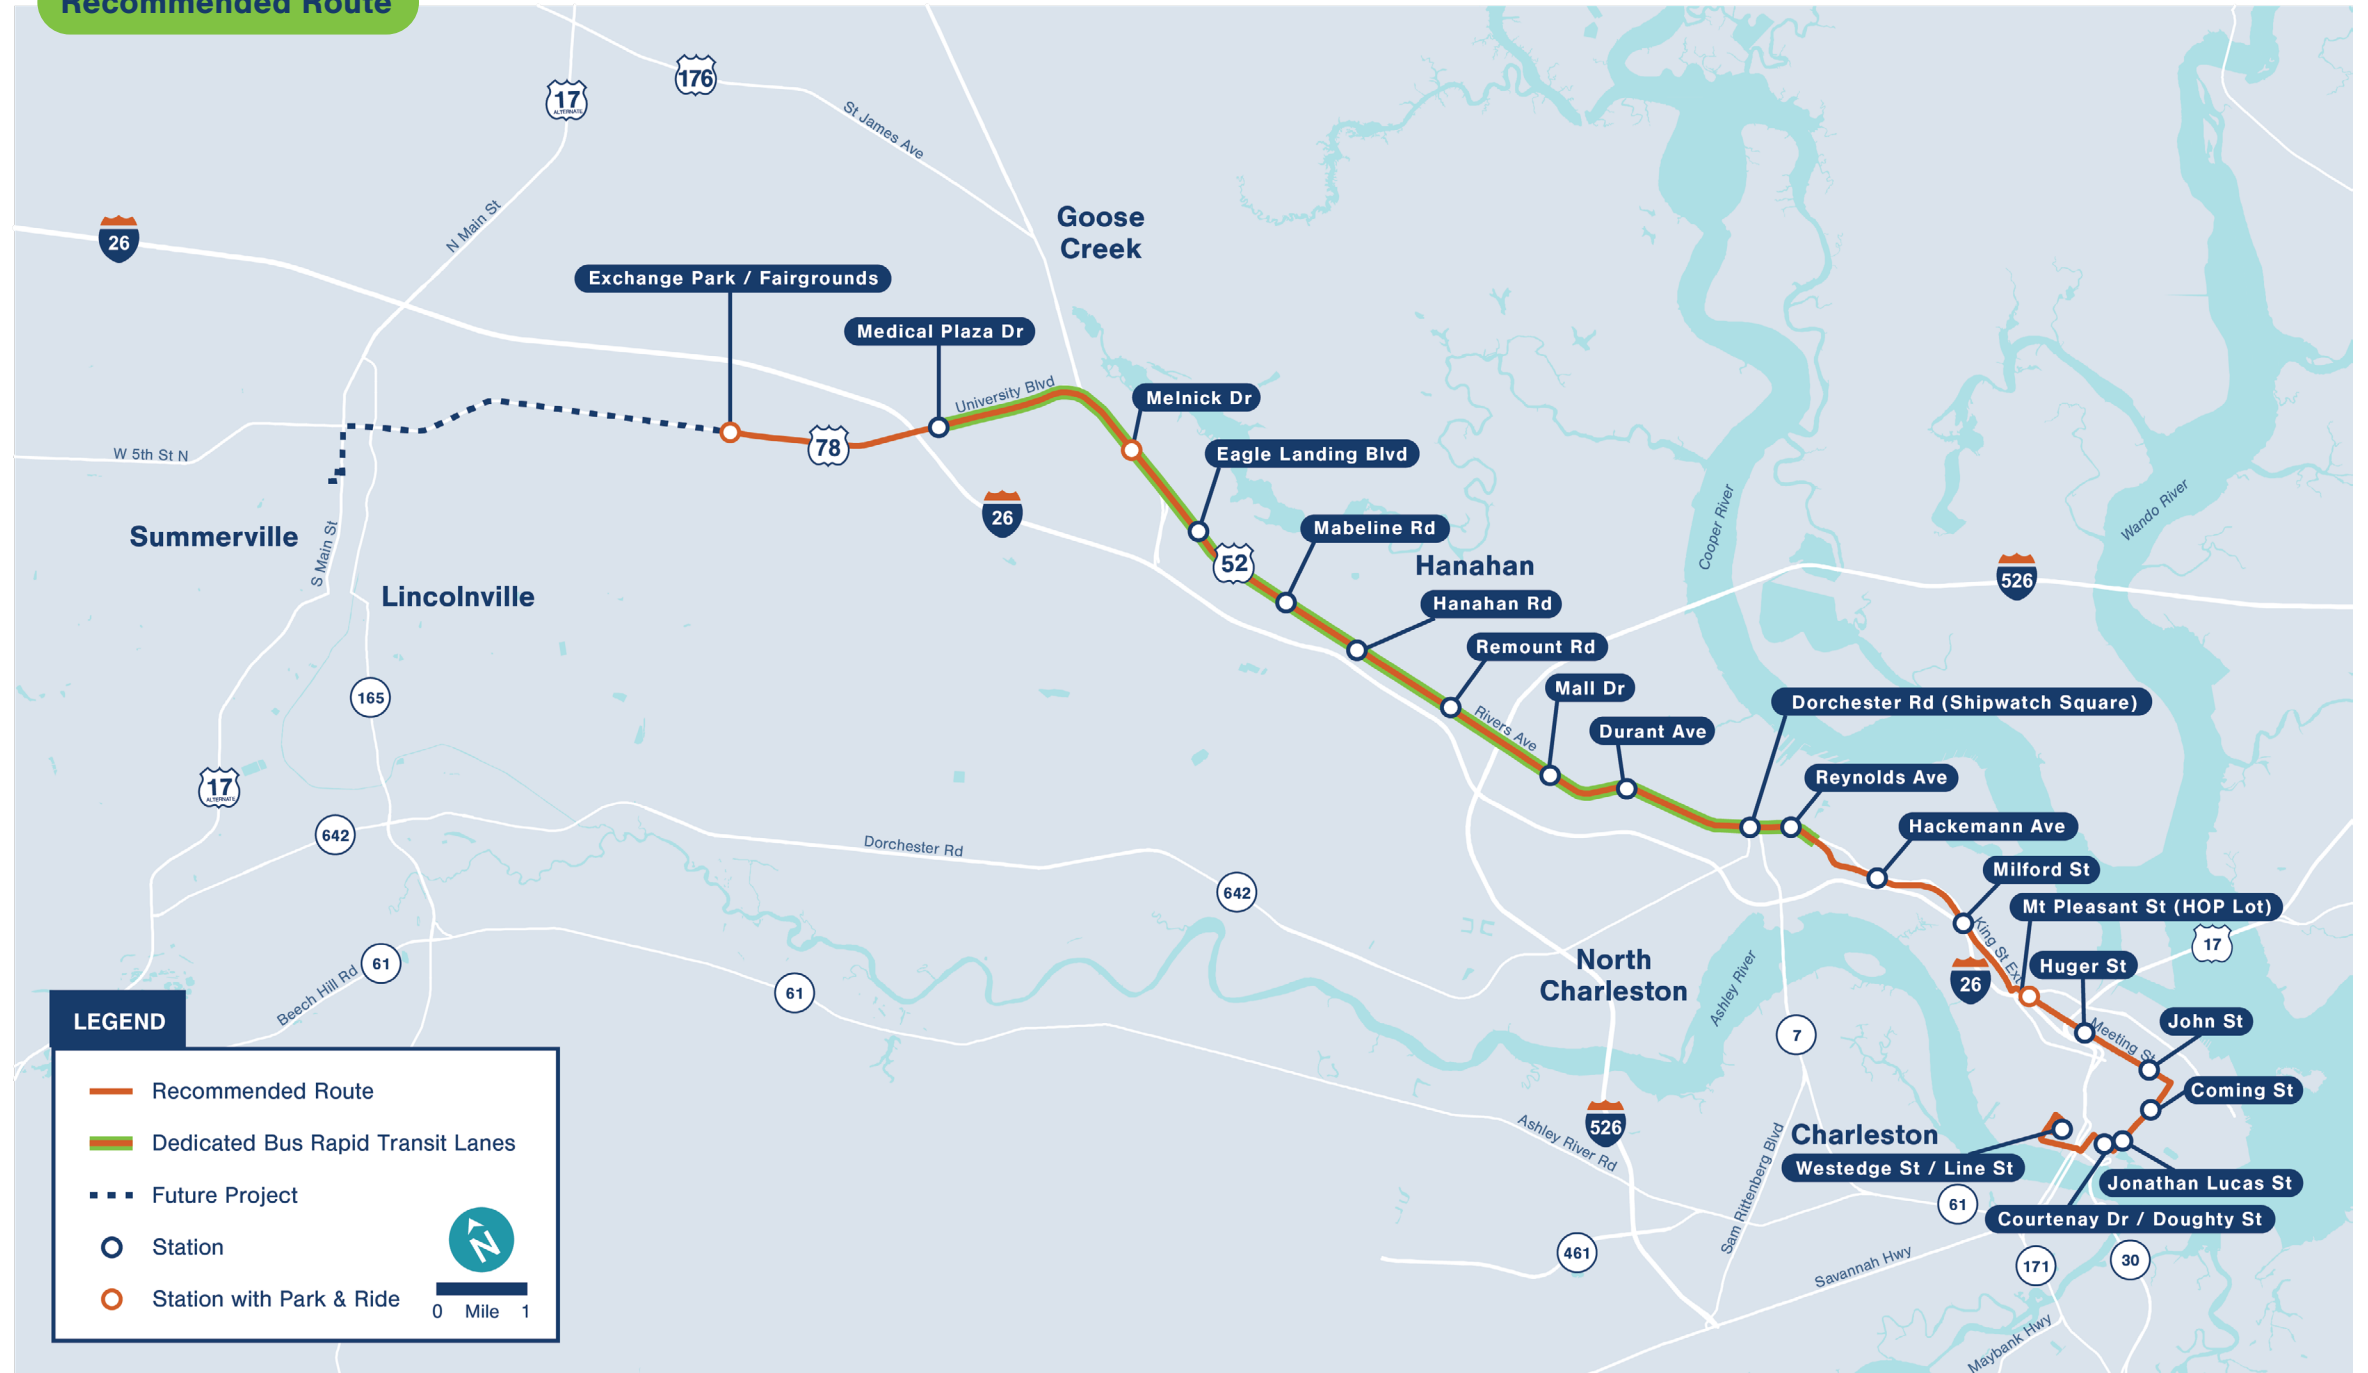 Recommended Route
176
17
ALTERNATE
St James Ave
N Main St
Goose
Creek
26
Exchange Park / Fairgrounds
Medical Plaza Dr
University Blvd
Melnick Dr
78
W 5th St N
Eagle Landing Blvd
26
Mabeline Rd
Cooper River
Wando River
Summerville
S Main St
52
Hanahan
526
Lincolnville
Hanahan Rd
Remount Rd
165
Mall Dr
Dorchester Rd (Shipwatch Square)
Rivers Ave
Durant Ave
17
ALTERNATE
Reynolds Ave
642
Dorchester Rd
Hackemann Ave
642
Milford St
Mt Pleasant St (HOP Lot)
King St Ext
17
61
Beech Hill Rd
61
North
Charleston
Ashley River
26
Huger St
7
Meeting St
John St
Coming St
526
Ashley River Rd
Sam Rittenberg Blvd
Charleston
Westedge St / Line St
Jonathan Lucas St
61
Courtenay Dr / Doughty St
461
Savannah Hwy
171
30
Maybank Hwy
LEGEND
Recommended Route
Dedicated Bus Rapid Transit Lanes
Future Project
Station
Station with Park & Ride
N
0 Mile 1